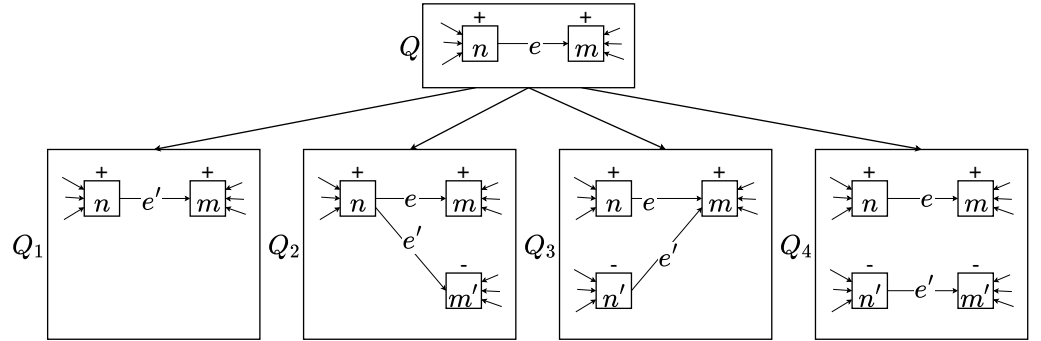 + +
Q n e m
+ + + + + + + +
n e′ m n e m n e m n e m
Q₁ Q₂ e′ Q₃ e′ Q₄
- - - -
m′ n′ n′ e′ m′